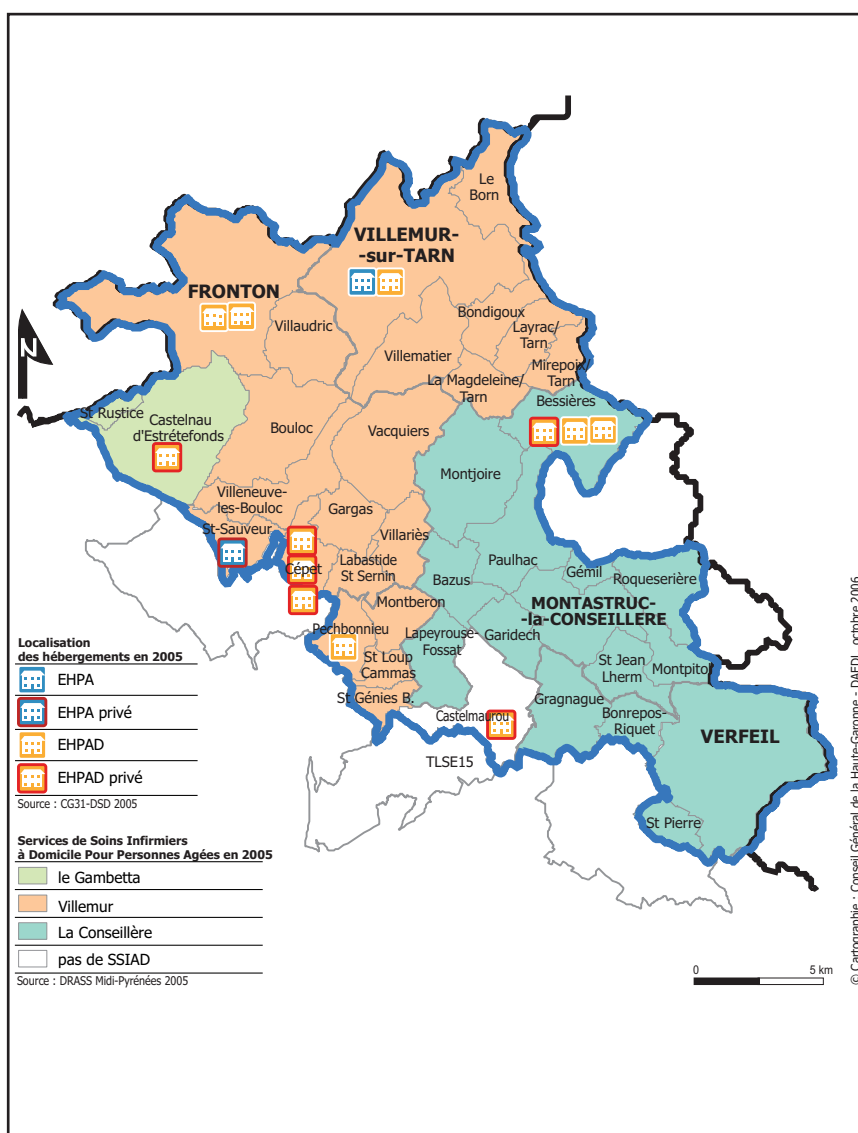 Le
Born
VILLEMUR-
-sur-TARN
FRONTON
Villaudric
Bondigoux
Layrac/
Tarn
Villematier
Mirepoix/
Tarn
La Magdeleine/
Tarn
N
St Rustice
Castelnau
d'Estrétefonds
Bessières
Bouloc
Vacquiers
Montjoire
Villeneuve-
les-Bouloc
Gargas
St-Sauveur
Villariès
Cépet
Labastide
St Sernin
Paulhac
Gémil
Roqueserière
Bazus
Montberon
MONTASTRUC-
-la-CONSEILLERE
Pechbonnieu
Lapeyrouse-
Fossat
Garidech
St Loup
Cammas
St Jean
Lherm
Montpitol
St Génies B.
Gragnague
Castelmaurou
Bonrepos-
Riquet
VERFEIL
TLSE15
St Pierre
Localisation
des hébergements en 2005
EHPA
EHPA privé
EHPAD
EHPAD privé
Source : CG31-DSD 2005
Services de Soins Infirmiers
à Domicile Pour Personnes Agées en 2005
le Gambetta
Villemur
La Conseillère
pas de SSIAD
Source : DRASS Midi-Pyrénées 2005
0 5 km
© Cartographie : Conseil Général de la Haute-Garonne - DAEDL, octobre 2006